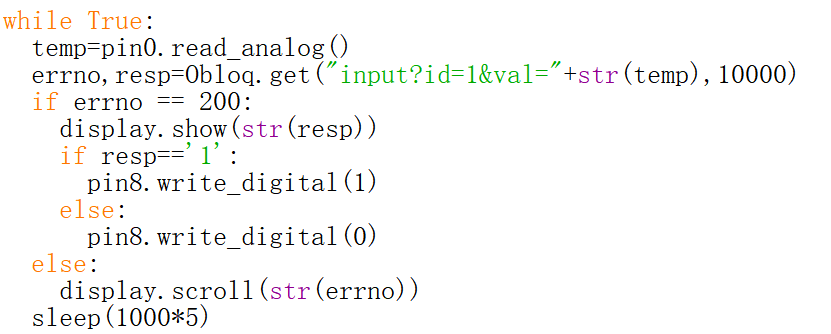 while True:
  temp=pin0.read_analog()
  errno,resp=Obloq.get("input?id=1&val="+str(temp),10000)
  if errno == 200:
    display.show(str(resp))
    if resp=='1':
      pin8.write_digital(1)
    else:
      pin8.write_digital(0)
  else:
    display.scroll(str(errno))
  sleep(1000*5)